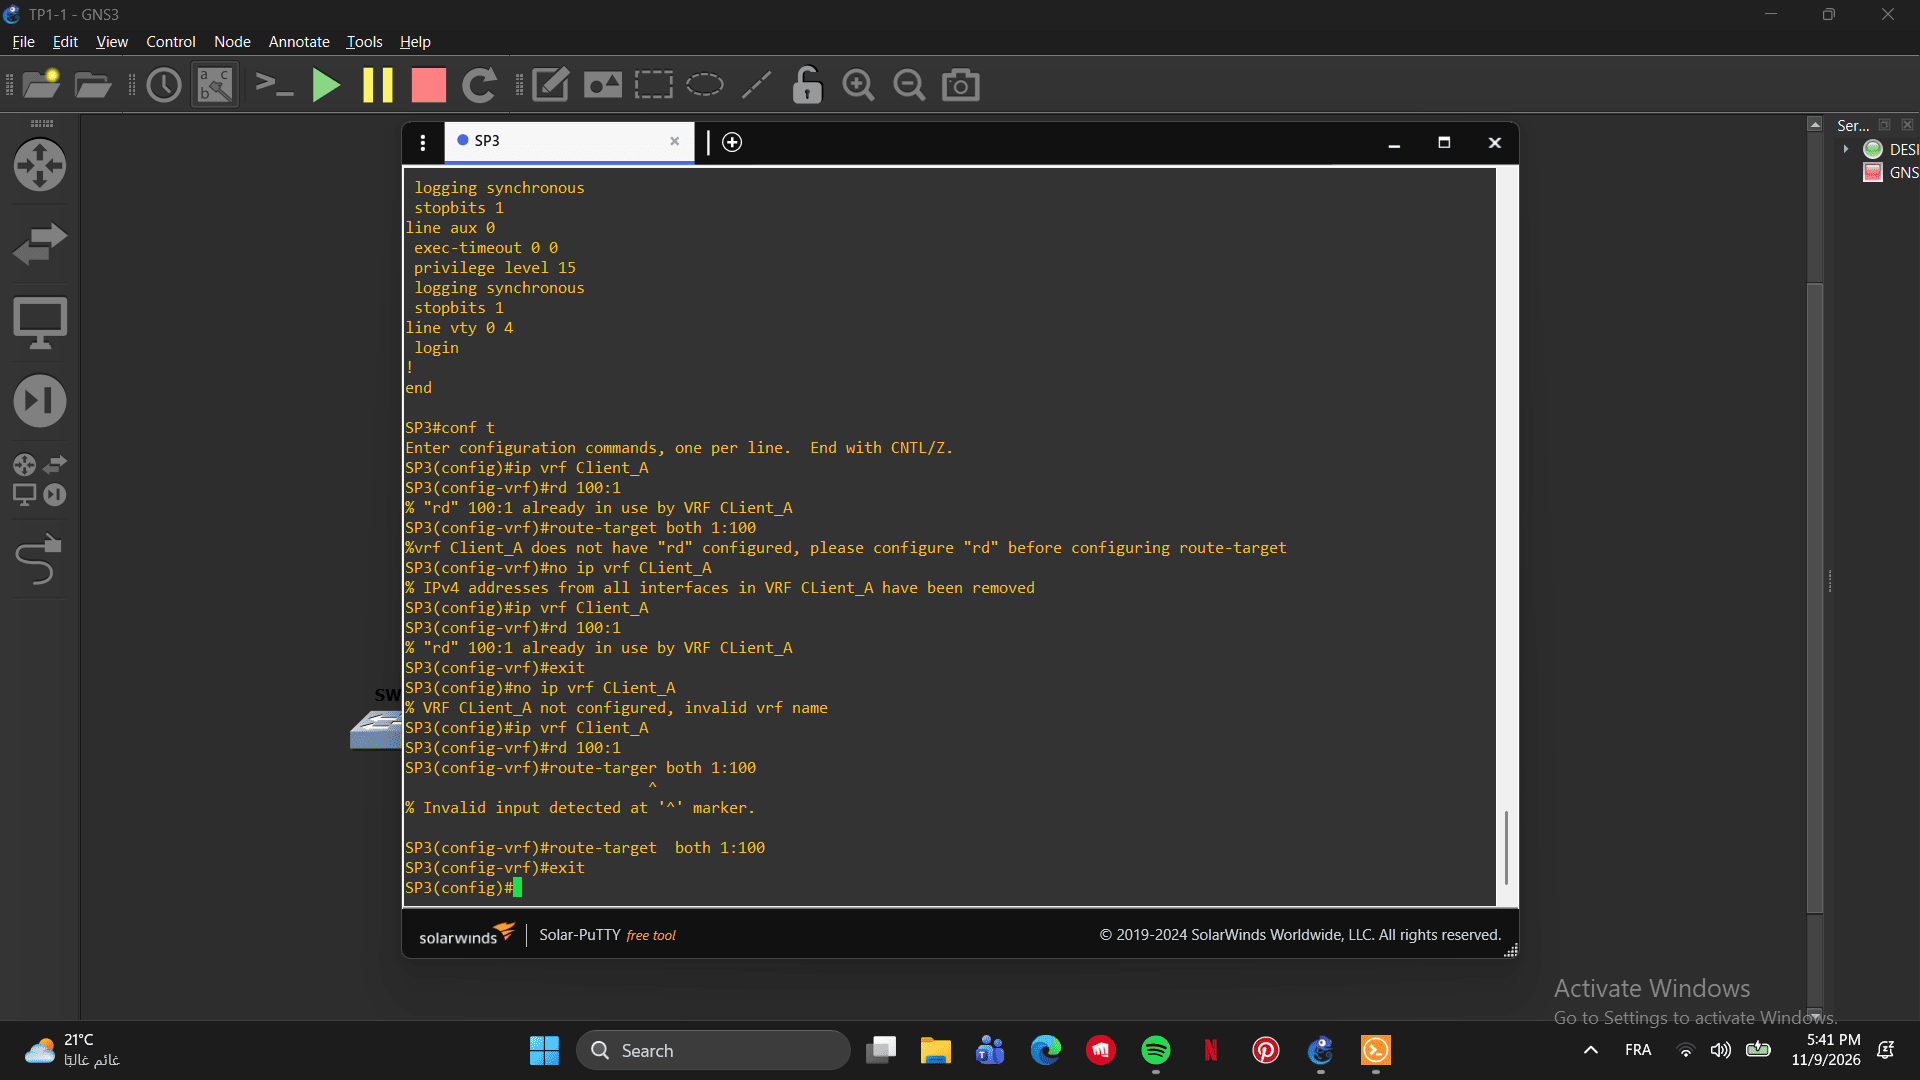 TP1-1 - GNS3
File Edit View Control Node Annotate Tools Help
SP3
Ser...
DESI
GNS
logging synchronous
stopbits 1
line aux 0
exec-timeout 0 0
privilege level 15
logging synchronous
stopbits 1
line vty 0 4
login
!
end
SP3#conf t
Enter configuration commands, one per line.  End with CNTL/Z.
SP3(config)#ip vrf Client_A
SP3(config-vrf)#rd 100:1
% "rd" 100:1 already in use by VRF CLient_A
SP3(config-vrf)#route-target both 1:100
%vrf Client_A does not have "rd" configured, please configure "rd" before configuring route-target
SP3(config-vrf)#no ip vrf CLient_A
% IPv4 addresses from all interfaces in VRF CLient_A have been removed
SP3(config)#ip vrf Client_A
SP3(config-vrf)#rd 100:1
% "rd" 100:1 already in use by VRF CLient_A
SP3(config-vrf)#exit
SP3(config)#no ip vrf CLient_A
% VRF CLient_A not configured, invalid vrf name
SP3(config)#ip vrf Client_A
SP3(config-vrf)#rd 100:1
SP3(config-vrf)#route-targer both 1:100
^
% Invalid input detected at '^' marker.
SP3(config-vrf)#route-target  both 1:100
SP3(config-vrf)#exit
SP3(config)#
SW
solarwinds
Solar-PuTTY free tool
© 2019-2024 SolarWinds Worldwide, LLC. All rights reserved.
Activate Windows
Go to Settings to activate Windows.
21°C
غائم غالبًا
Search
FRA
5:41 PM
11/9/2026